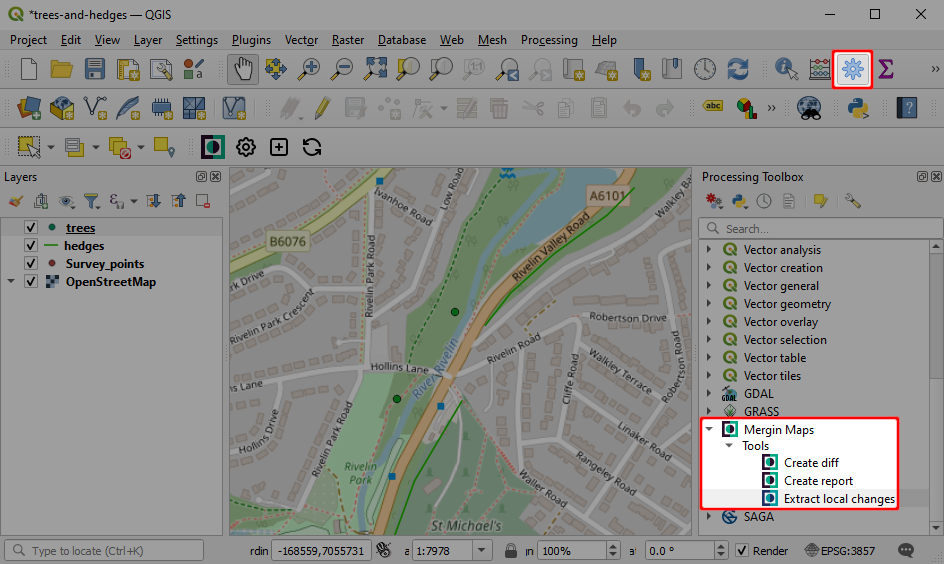 *trees-and-hedges — QGIS
Project Edit View Layer Settings Plugins Vector Raster Database Web Mesh Processing Help
abc
Layers
trees
hedges
Survey_points
OpenStreetMap
B6076
A6101
Ivanhoe Road
Low Road
Walkley Ba
Rivelin Valley Road
rk Drive
Rivelin Park Road
Rivelin Park Crescent
Robertson Drive
River Rivelin
Rivelin Road
Walkley Terrace
Robertson Road
Hollins Lane
ns Lane
Cliffe Road
Rivelin Park Road
Hollins Drive
Linaker Road
Rangeley Road
Waller Road
Rivelin
Park
St Michael's
Processing Toolbox
Search...
Vector analysis
Vector creation
Vector general
Vector geometry
Vector overlay
Vector selection
Vector table
Vector tiles
GDAL
GRASS
Mergin Maps
Tools
Create diff
Create report
Extract local changes
SAGA
Type to locate (Ctrl+K)
rdin -168559,7055731 1:7978 100% 0.0 ° Render EPSG:3857